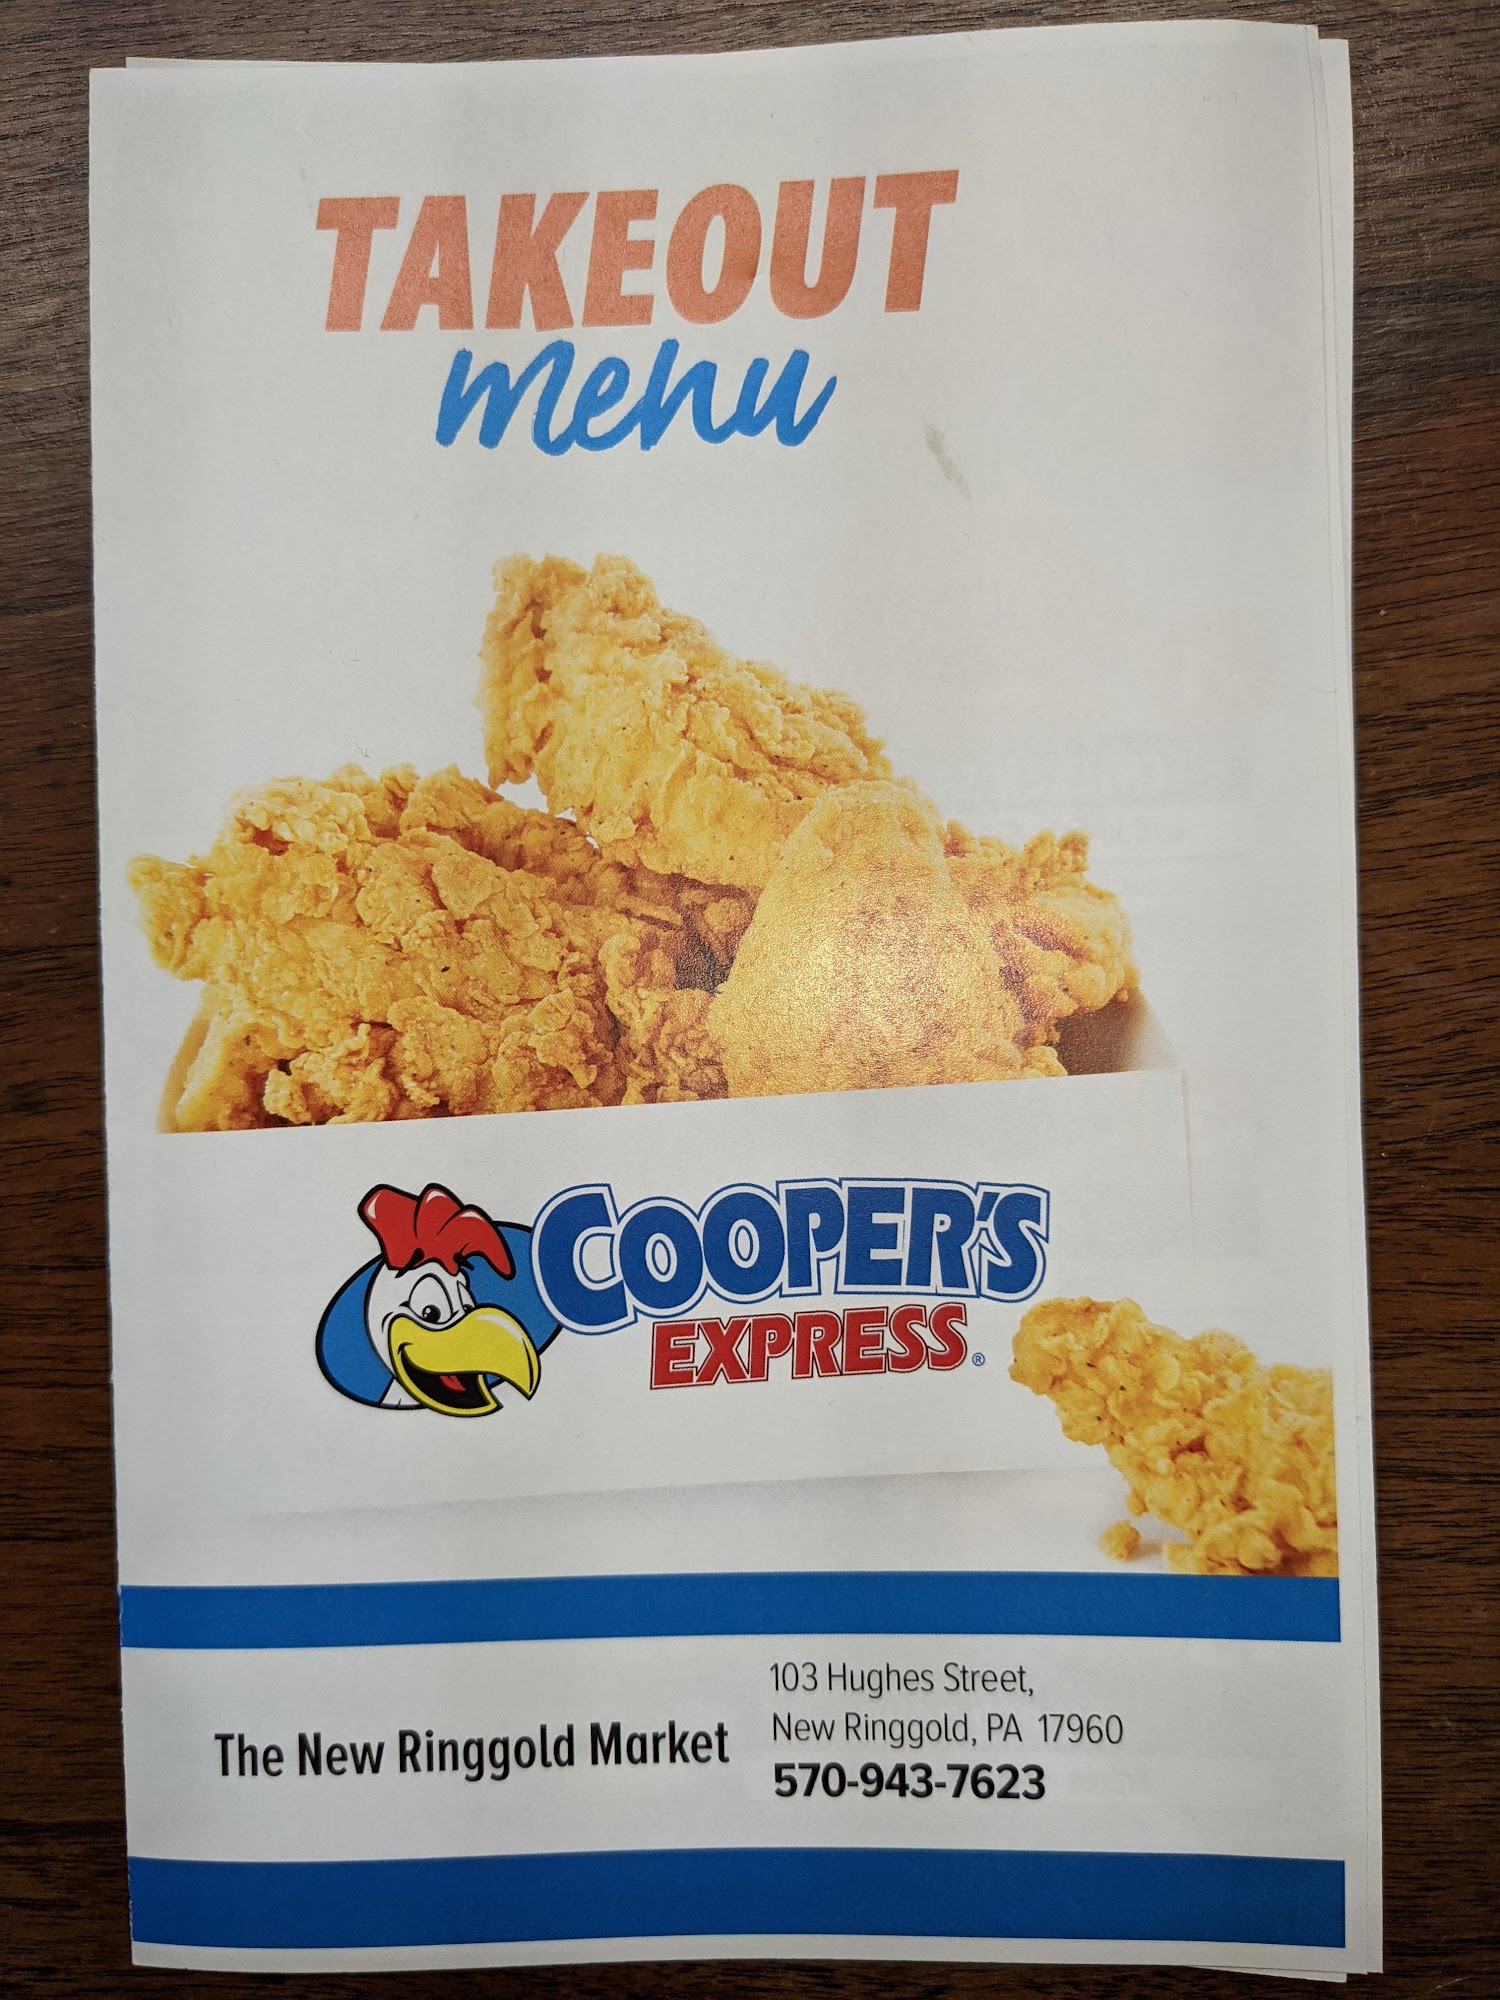 TAKEOUT
menu
COOPER'S
EXPRESS®
The New Ringgold Market
103 Hughes Street,
New Ringgold, PA 17960
570-943-7623